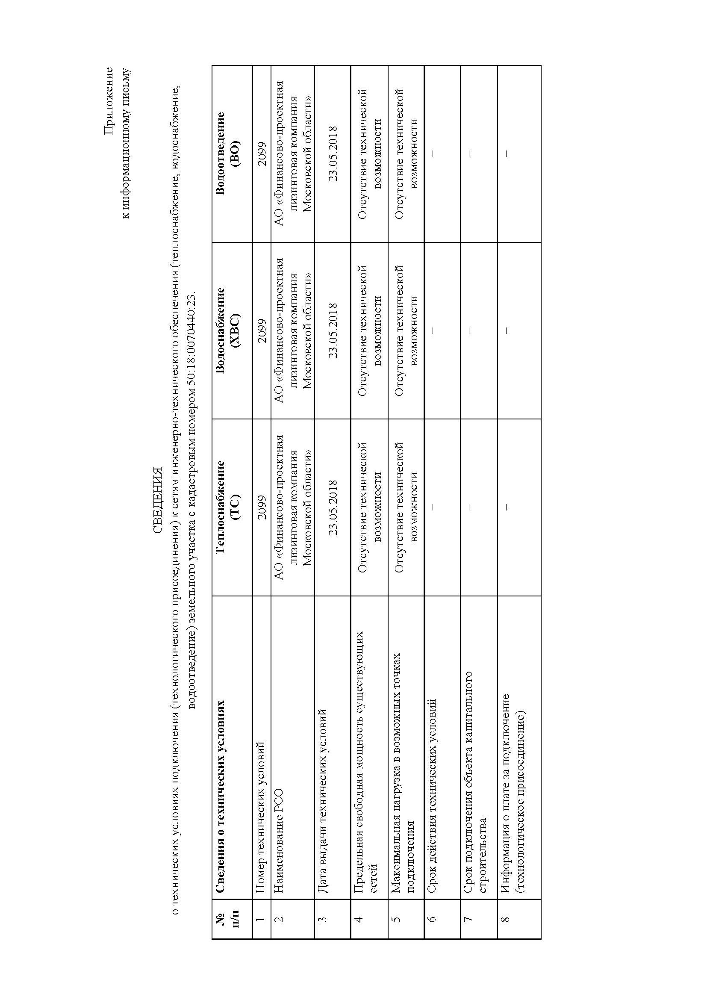 Приложение
к информационному письму
СВЕДЕНИЯ
о технических условиях подключения (технологического присоединения) к сетям инженерно-технического обеспечения (теплоснабжение, водоснабжение,
водоотведение) земельного участка с кадастровым номером 50:18:0070440:23.
№
п/п
Сведения о технических условиях
Теплоснабжение
(ТС)
Водоснабжение
(ХВС)
Водоотведение
(ВО)
1
Номер технических условий
2099
2099
2099
2
Наименование РСО
АО «Финансово-проектная
лизинговая компания
Московской области»
АО «Финансово-проектная
лизинговая компания
Московской области»
АО «Финансово-проектная
лизинговая компания
Московской области»
3
Дата выдачи технических условий
23.05.2018
23.05.2018
23.05.2018
4
Предельная свободная мощность существующих
сетей
Отсутствие технической
возможности
Отсутствие технической
возможности
Отсутствие технической
возможности
5
Максимальная нагрузка в возможных точках
подключения
Отсутствие технической
возможности
Отсутствие технической
возможности
Отсутствие технической
возможности
6
Срок действия технических условий
–
–
–
7
Срок подключения объекта капитального
строительства
–
–
–
8
Информация о плате за подключение
(технологическое присоединение)
–
–
–